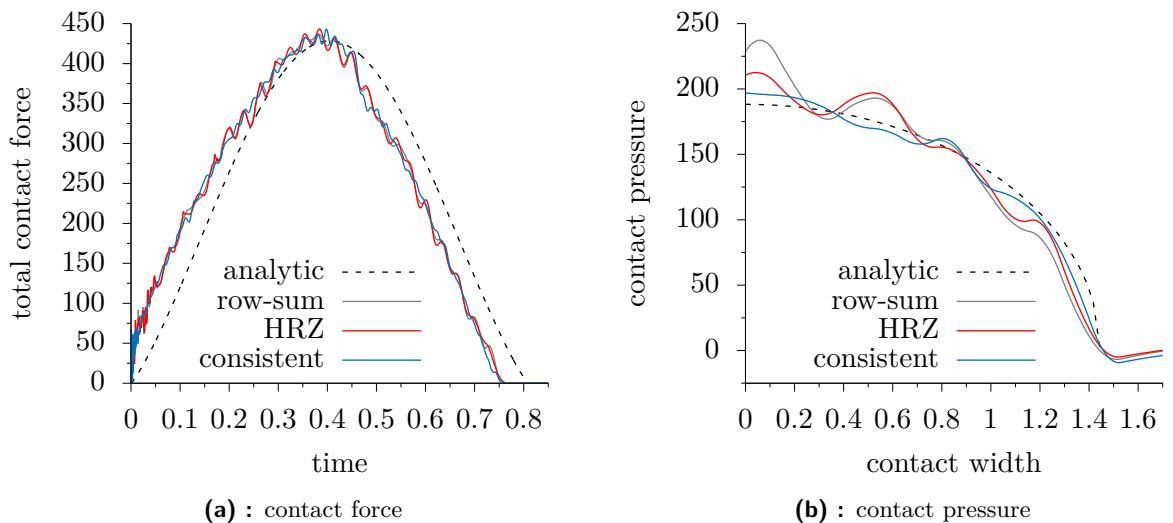 450
400
350
300
250
200
150
100
50
0
total contact force
analytic
row-sum
HRZ
consistent
0 0.1 0.2 0.3 0.4 0.5 0.6 0.7 0.8
time
(a) : contact force
250
200
150
100
50
0
contact pressure
analytic
row-sum
HRZ
consistent
0 0.2 0.4 0.6 0.8 1 1.2 1.4 1.6
contact width
(b) : contact pressure